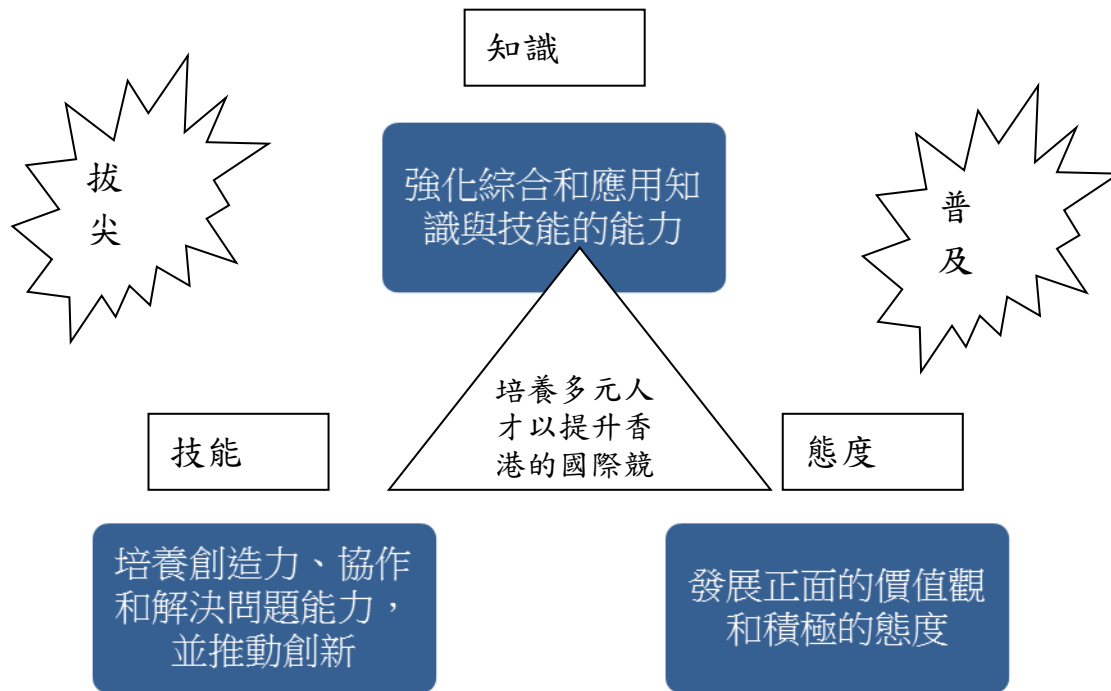 知識
拔
尖
強化綜合和應用知
識與技能的能力
普
及
培養多元人
才以提升香
港的國際競
技能
態度
培養創造力、協作
和解決問題能力，
並推動創新
發展正面的價值觀
和積極的態度